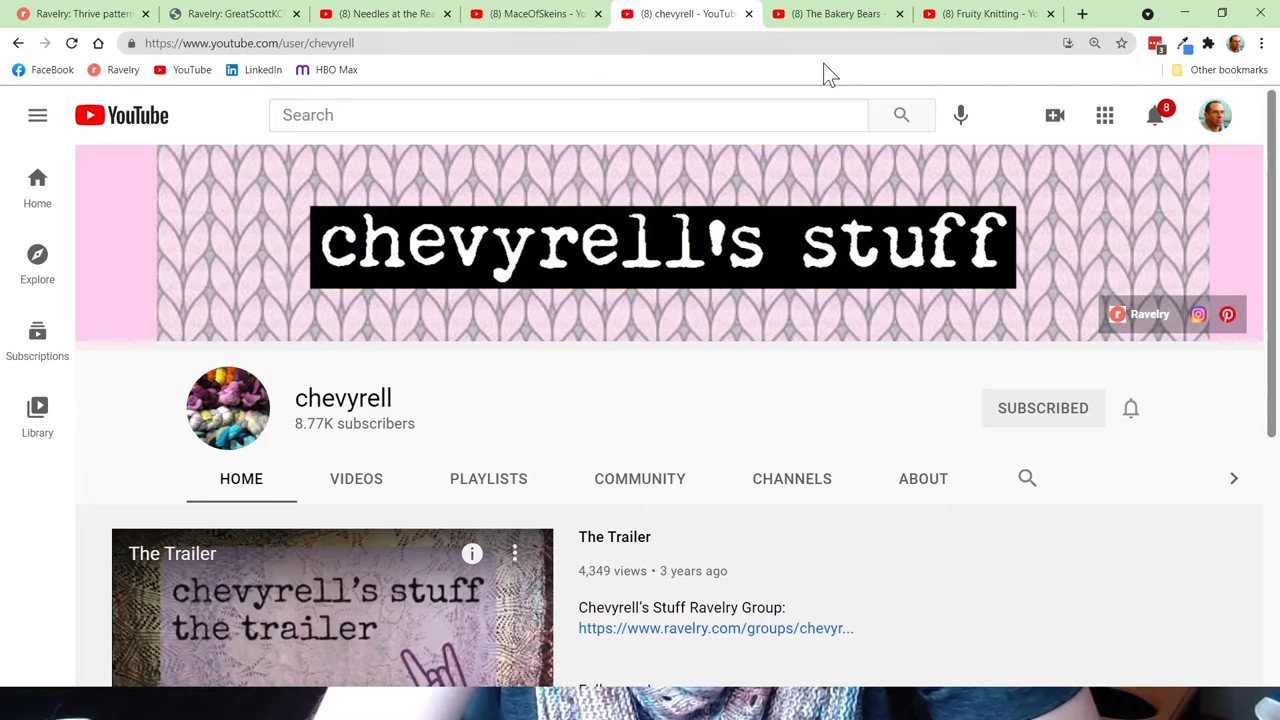 Ravelry: Thrive pattern
Ravelry: GreatScottKC
(8) Needles at the Rea
(8) MaceOfSkeins - Yo
(8) chevyrell - YouTube
(8) The Bakery Bears -
(8) Fruity Knitting - Yo
https://www.youtube.com/user/chevyrell
3
FaceBook
Ravelry
YouTube
LinkedIn
HBO Max
Other bookmarks
YouTube
Search
8
Home
Explore
Subscriptions
Library
chevyrell's stuff
Ravelry
chevyrell
8.77K subscribers
SUBSCRIBED
HOME
VIDEOS
PLAYLISTS
COMMUNITY
CHANNELS
ABOUT
The Trailer
chevyrell's stuff
the trailer
The Trailer
4,349 views • 3 years ago
Chevyrell's Stuff Ravelry Group:
https://www.ravelry.com/groups/chevyr...